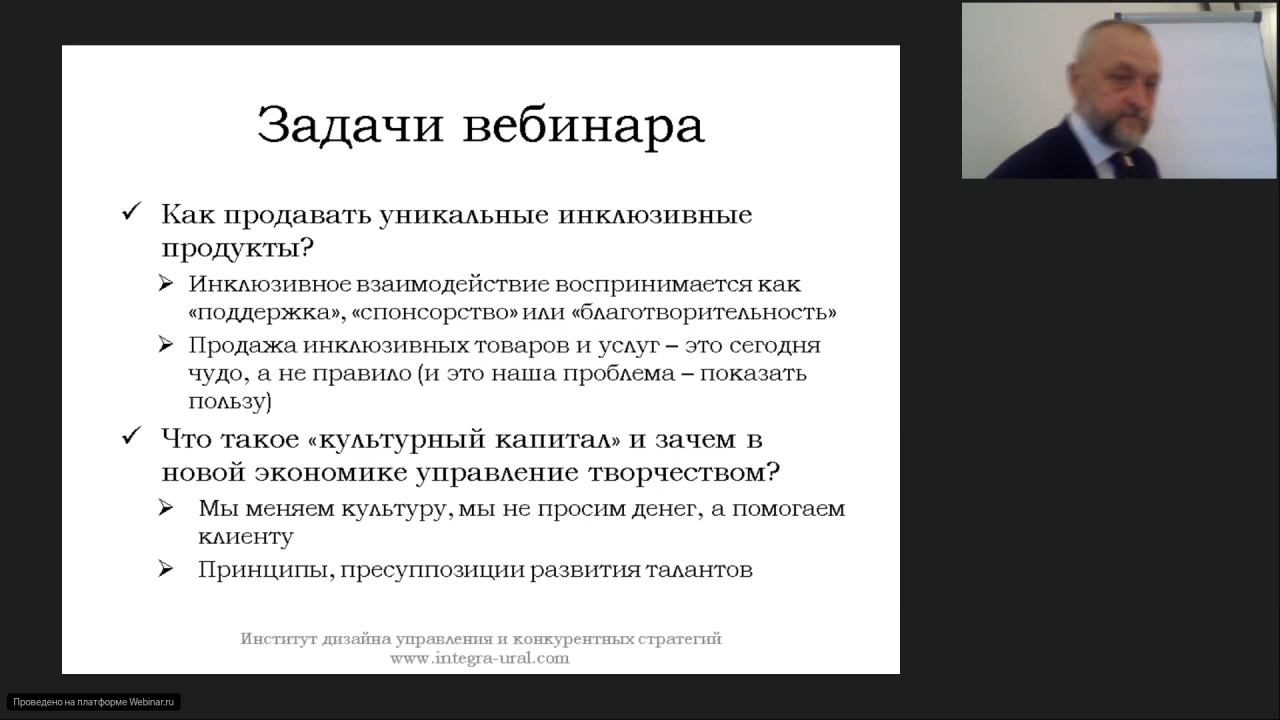 Задачи вебинара
✓ Как продавать уникальные инклюзивные
продукты?
➢ Инклюзивное взаимодействие воспринимается как
«поддержка», «спонсорство» или «благотворительность»
➢ Продажа инклюзивных товаров и услуг – это сегодня
чудо, а не правило (и это наша проблема – показать
пользу)
✓ Что такое «культурный капитал» и зачем в
новой экономике управление творчеством?
➢ Мы меняем культуру, мы не просим денег, а помогаем
клиенту
➢ Принципы, пресуппозиции развития талантов
Институт дизайна управления и конкурентных стратегий
www.integra-ural.com
Проведено на платформе Webinar.ru